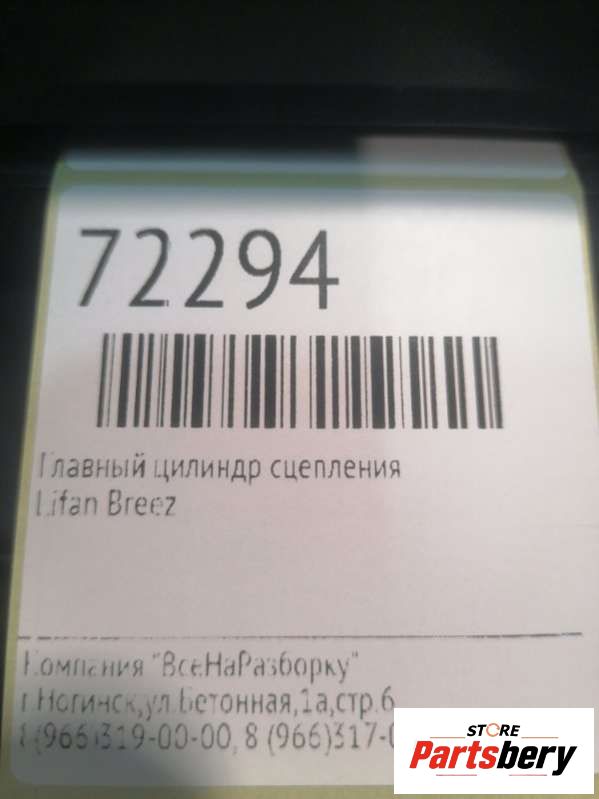 72294
Главный цилиндр сцепления
Lifan Breez
Компания "ВсеНаРазборку"
г.Ногинск,ул.Бетонная,1а,стр.6
8 (966)319-00-00, 8 (966)317-0
STORE
Partsbery